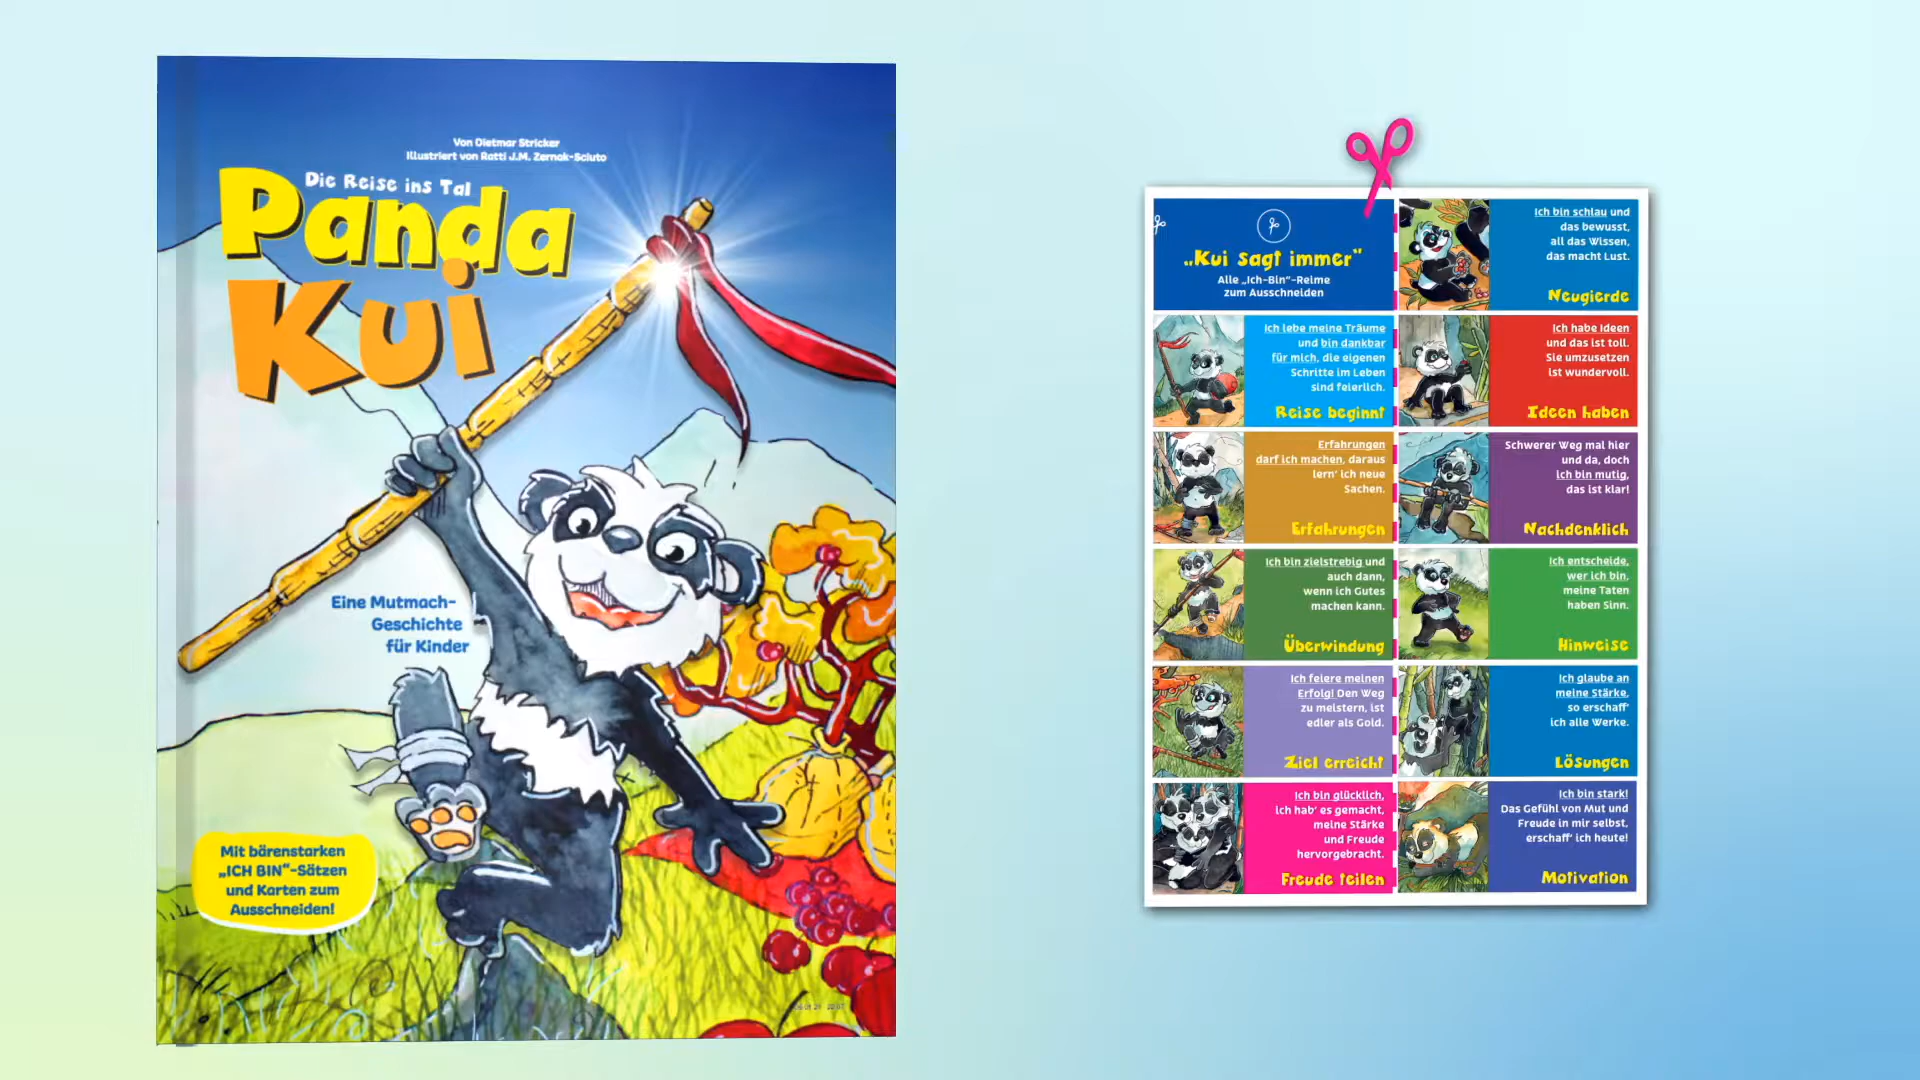 Von Dietmar Stricker
Illustriert von Ratti J.M. Zernak-Sciuto
Die Reise ins Tal
Panda
Kui
Eine Mutmach-
Geschichte
für Kinder
Mit bärenstarken
„ICH BIN“-Sätzen
und Karten zum
Ausschneiden!
„Kui sagt immer“
Alle „Ich-Bin“-Reime
zum Ausschneiden
Ich bin schlau und
das bewusst,
all das Wissen,
das macht Lust.
Neugierde
Ich lebe meine Träume
und bin dankbar
für mich, die eigenen
Schritte im Leben
sind feierlich.
Reise beginnt
Ich habe Ideen
und das ist toll.
Sie umzusetzen
ist wundervoll.
Ideen haben
Erfahrungen
darf ich machen, daraus
lern' ich neue
Sachen.
Erfahrungen
Schwerer Weg mal hier
und da, doch
ich bin mutig,
das ist klar!
Nachdenklich
Ich bin zielstrebig und
auch dann,
wenn ich Gutes
machen kann.
Überwindung
Ich entscheide,
wer ich bin,
meine Taten
haben Sinn.
Hinweise
Ich feiere meinen
Erfolg! Den Weg
zu meistern, ist
edler als Gold.
Ziel erreicht
Ich glaube an
meine Stärke,
so erschaff'
ich alle Werke.
Lösungen
Ich bin glücklich,
ich hab' es gemacht,
meine Stärke
und Freude
hervorgebracht.
Freude teilen
Ich bin stark!
Das Gefühl von Mut und
Freude in mir selbst,
erschaff' ich heute!
Motivation